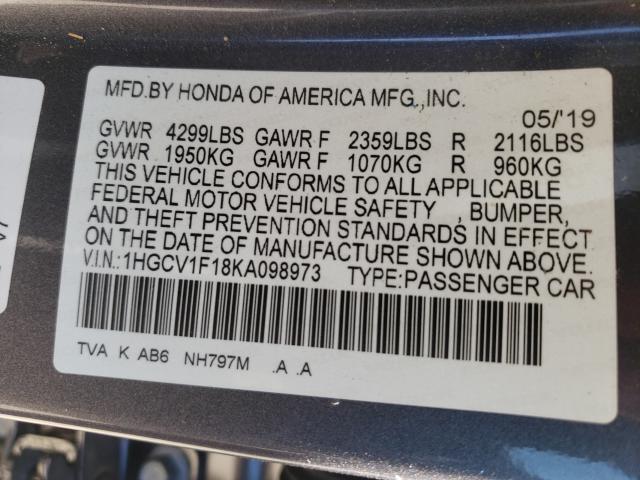 MFD.BY HONDA OF AMERICA MFG.,INC.
05/'19
GVWR 4299LBS GAWR F 2359LBS R 2116LBS
GVWR 1950KG GAWR F 1070KG R 960KG
THIS VEHICLE CONFORMS TO ALL APPLICABLE
FEDERAL MOTOR VEHICLE SAFETY , BUMPER,
AND THEFT PREVENTION STANDARDS IN EFFECT
ON THE DATE OF MANUFACTURE SHOWN ABOVE.
V.I.N.:1HGCV1F18KA098973 TYPE:PASSENGER CAR
TVA K AB6 NH797M .A .A